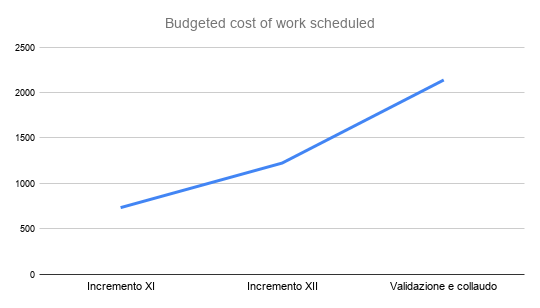 Budgeted cost of work scheduled
2500
2000
1500
1000
500
0
Incremento XI
Incremento XII
Validazione e collaudo